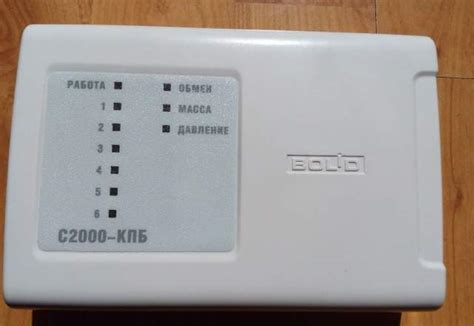 РАБОТА ОБМЕН
1 МАССА
2 ДАВЛЕНИЕ
3
4
5
6
С2000-КПБ
BOLID